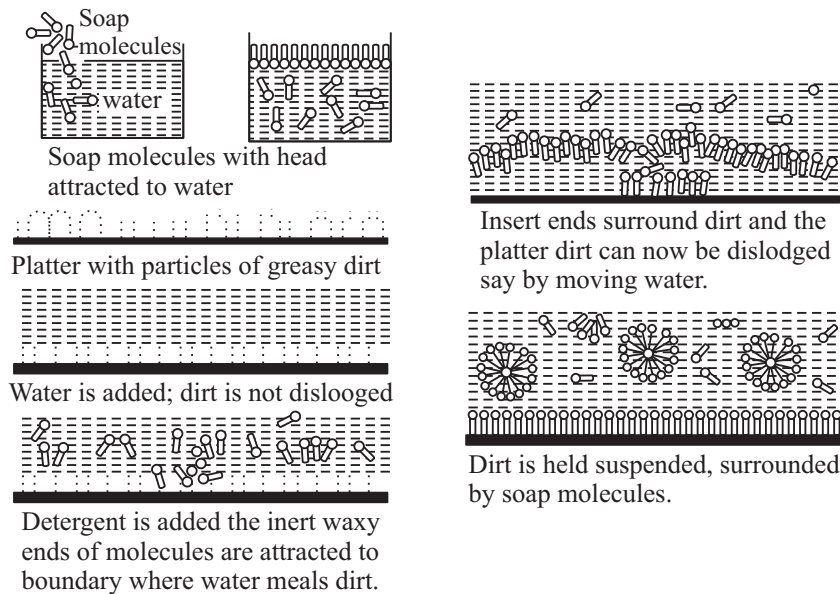 Soap
molecules
water
Soap molecules with head
attracted to water
Platter with particles of greasy dirt
Water is added; dirt is not dislooged
Detergent is added the inert waxy
ends of molecules are attracted to
boundary where water meals dirt.
Insert ends surround dirt and the
platter dirt can now be dislodged
say by moving water.
Dirt is held suspended, surrounded
by soap molecules.